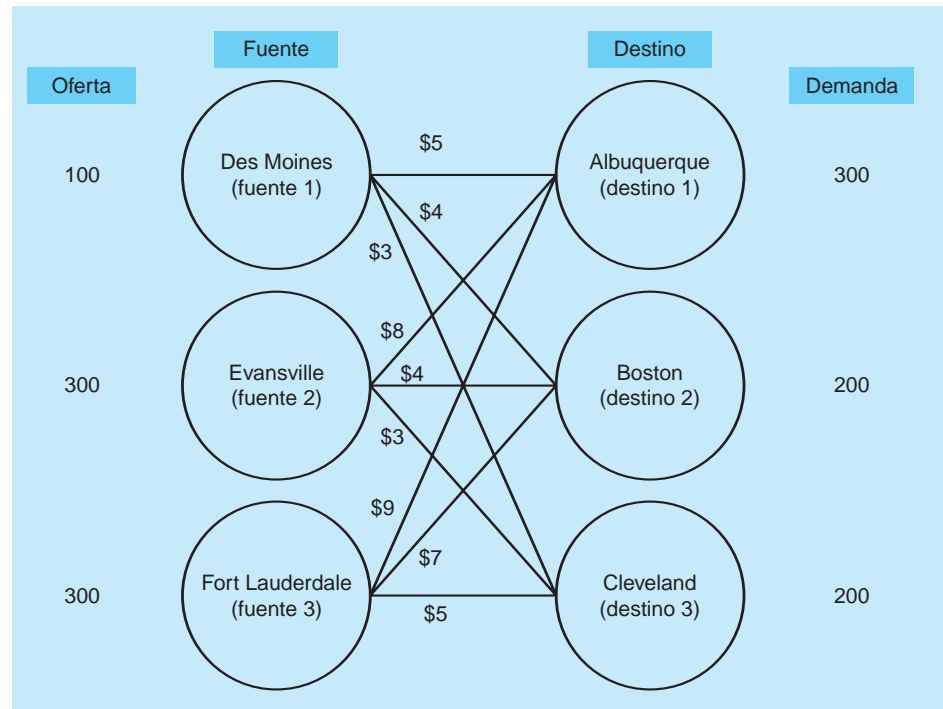 Fuente
Destino
Oferta
Demanda
100
Des Moines
(fuente 1)
$5
$4
$3
Albuquerque
(destino 1)
300
300
Evansville
(fuente 2)
$8
$4
$3
Boston
(destino 2)
200
300
Fort Lauderdale
(fuente 3)
$9
$7
$5
Cleveland
(destino 3)
200